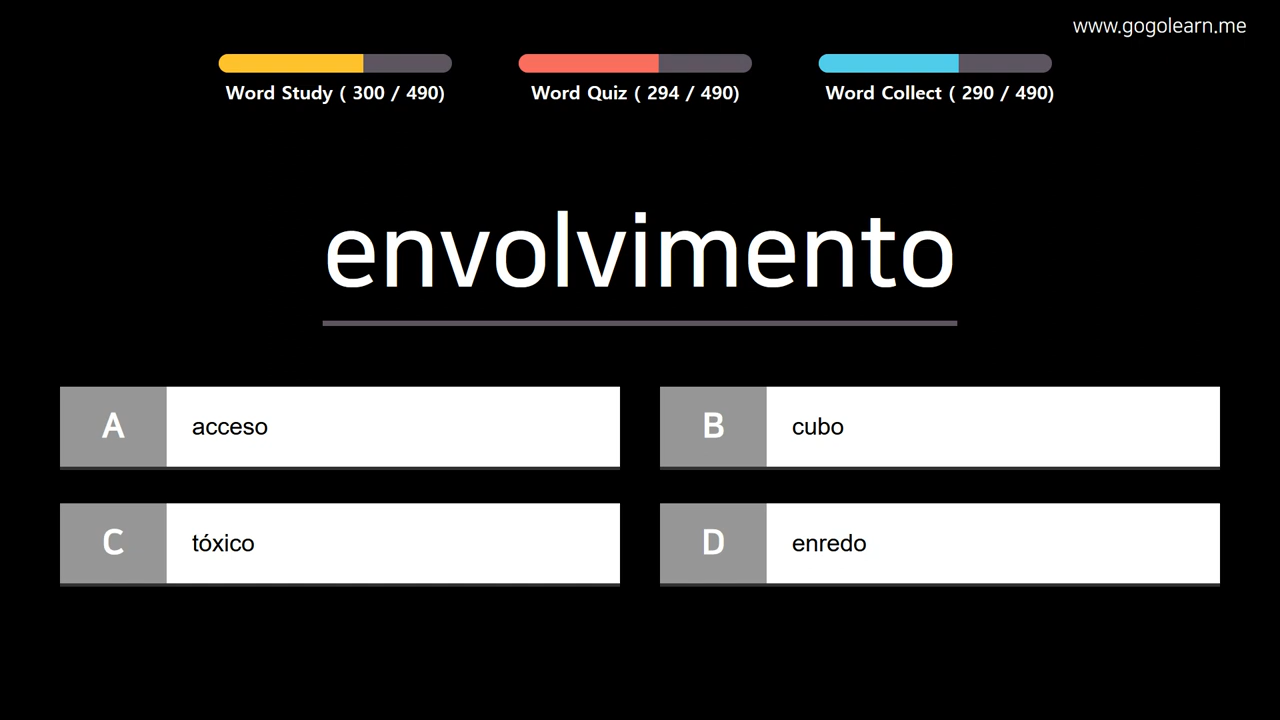 www.gogolearn.me
Word Study ( 300 / 490)
Word Quiz ( 294 / 490)
Word Collect ( 290 / 490)
envolvimento
A acceso
B cubo
C tóxico
D enredo